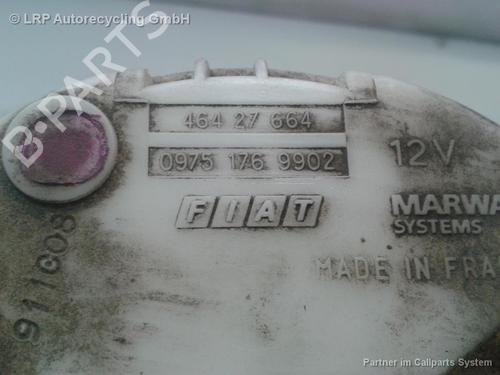 © LRP Autorecycling GmbH
B-PARTS
464 27 664
0975 176 9902
12V
FIAT
MARWA
SYSTEMS
MADE IN FRA
911608
Partner im Callparts System